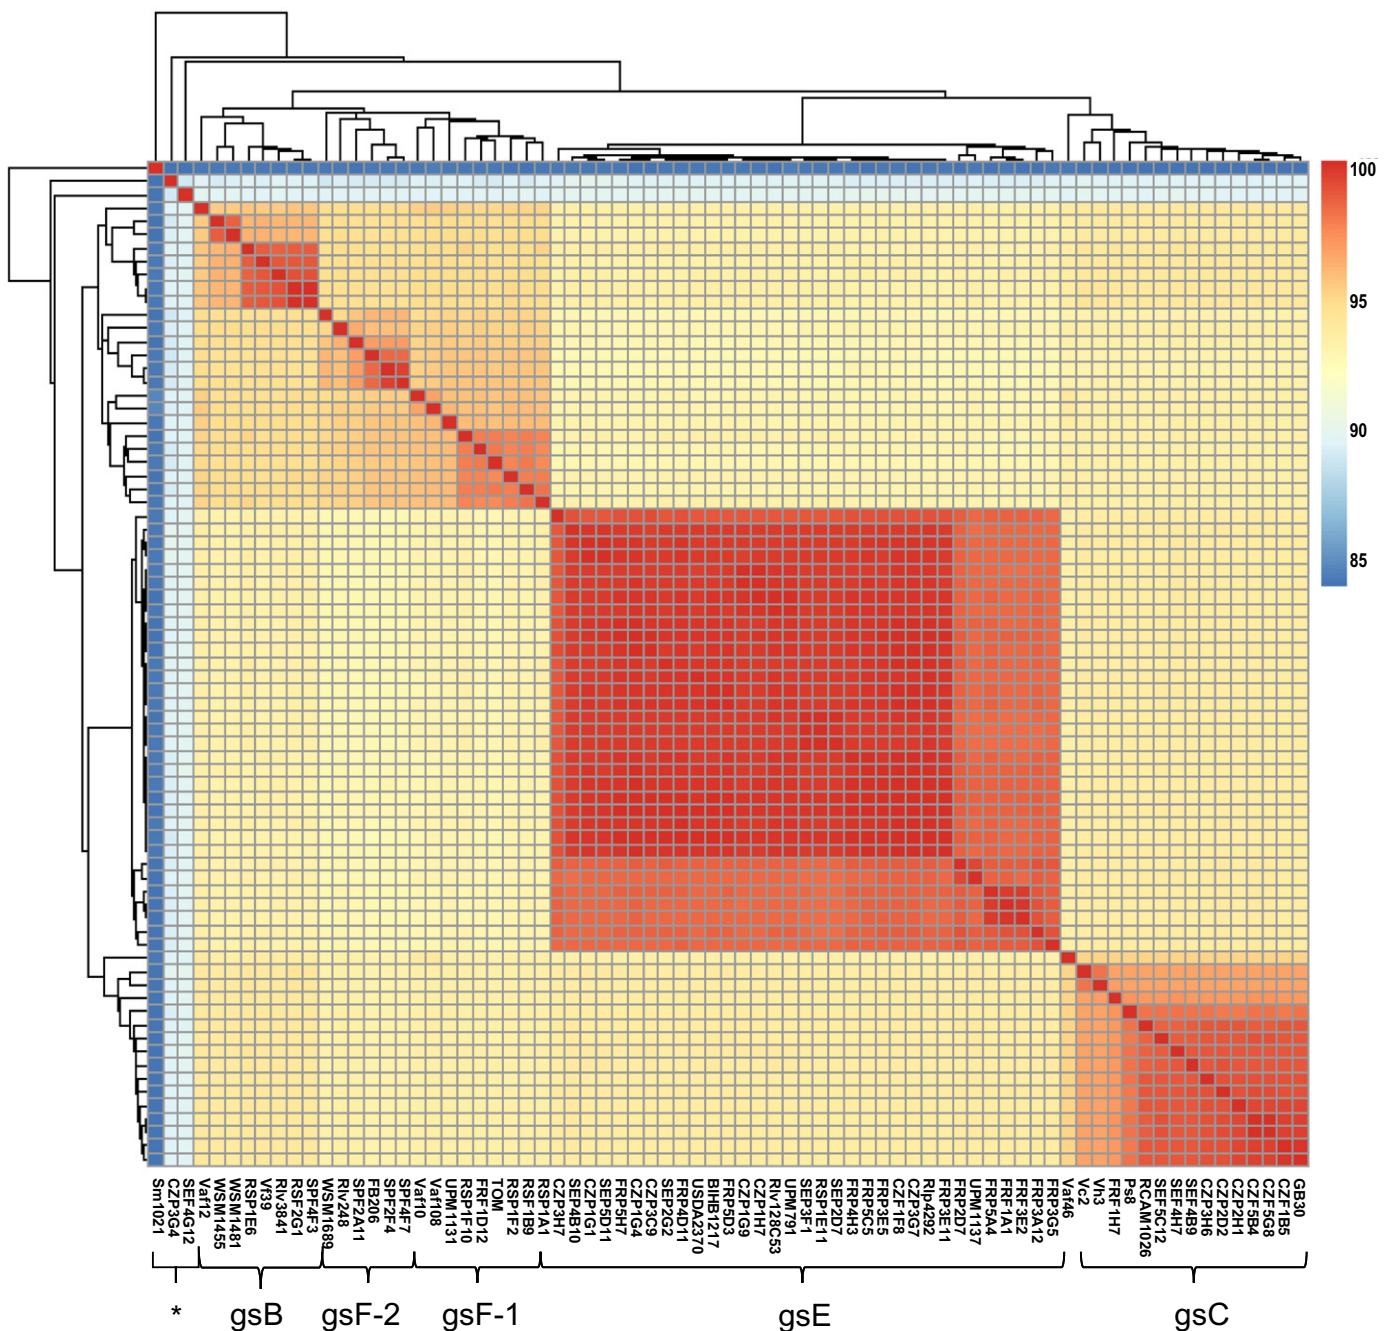 100
95
90
85
Sm1021
CZP3G4
SEF4G12
Vaf12
WSM1455
WSM1481
RSP1E6
Vf39
Rlv3841
RSF2G1
SPF4F3
WSM1689
Rlv248
SPF2A11
FB206
SPF2F4
SPF4F7
Vaf10
Vaf108
UPM1131
RSP1F10
FRF1D12
TOM
RSP1F2
RSF1B9
RSP1A1
CZP3H7
SEP4B10
CZP1G1
SEP5D11
FRP5H7
CZP1G4
CZP3C9
SEP2G2
FRP4D11
USDA2370
BIHB1217
FRP5D3
CZP1G9
CZP1H7
Rlv128C53
UPM791
SEP3F1
RSP1E11
SEP2D7
FRP4H3
FRP5C5
FRP3E5
CZF1F8
CZP3G7
Rlp4292
FRP3E11
FRP2D7
UPM1137
FRP5A4
FRF1A1
FRF3E2
FRP3A12
FRP3G5
Vaf46
Vc2
Vh3
FRF1H7
Ps8
RCAM1026
SEF5C12
SEF4H7
SEF4B9
CZP3H6
CZP2D2
CZP2H1
CZF5B4
CZF5G8
CZF1B5
GB30
* gsB gsF-2 gsF-1 gsE gsC